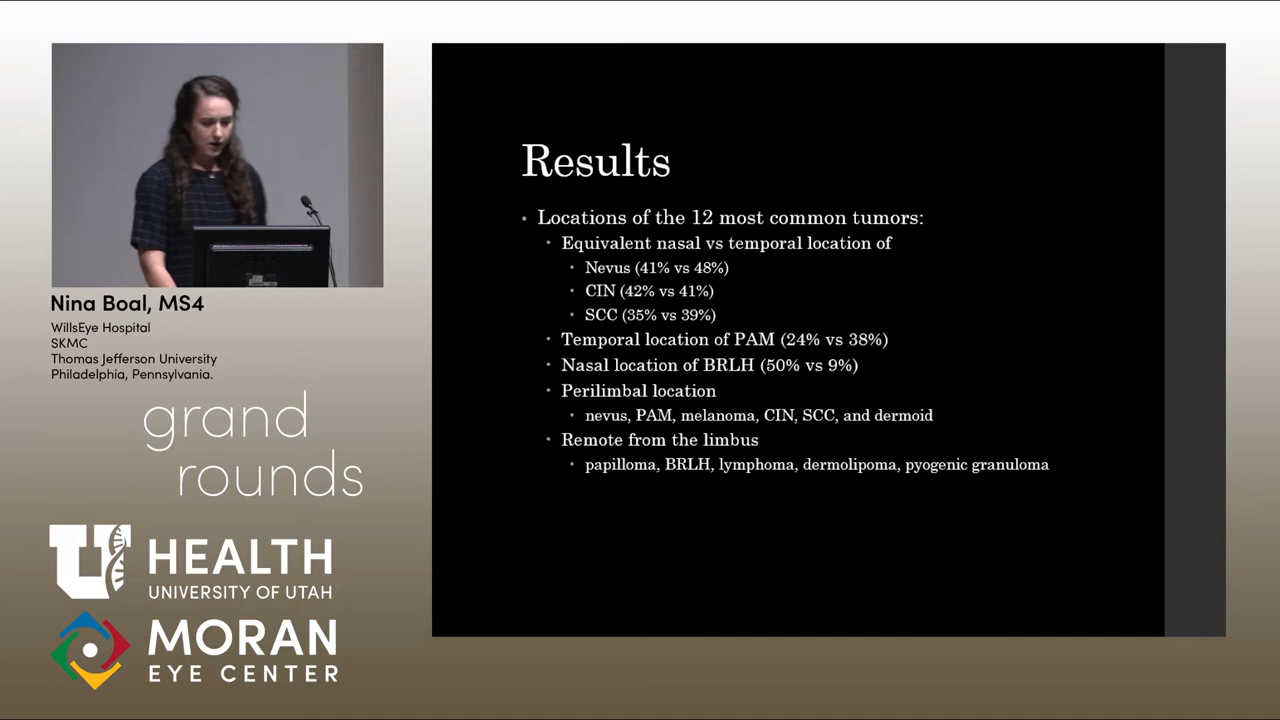 Nina Boal, MS4
WillsEye Hospital
SKMC
Thomas Jefferson University
Philadelphia, Pennsylvania.
grand
rounds
U HEALTH
UNIVERSITY OF UTAH
MORAN
EYE CENTER
Results
• Locations of the 12 most common tumors:
• Equivalent nasal vs temporal location of
• Nevus (41% vs 48%)
• CIN (42% vs 41%)
• SCC (35% vs 39%)
• Temporal location of PAM (24% vs 38%)
• Nasal location of BRLH (50% vs 9%)
• Perilimbal location
• nevus, PAM, melanoma, CIN, SCC, and dermoid
• Remote from the limbus
• papilloma, BRLH, lymphoma, dermolipoma, pyogenic granuloma